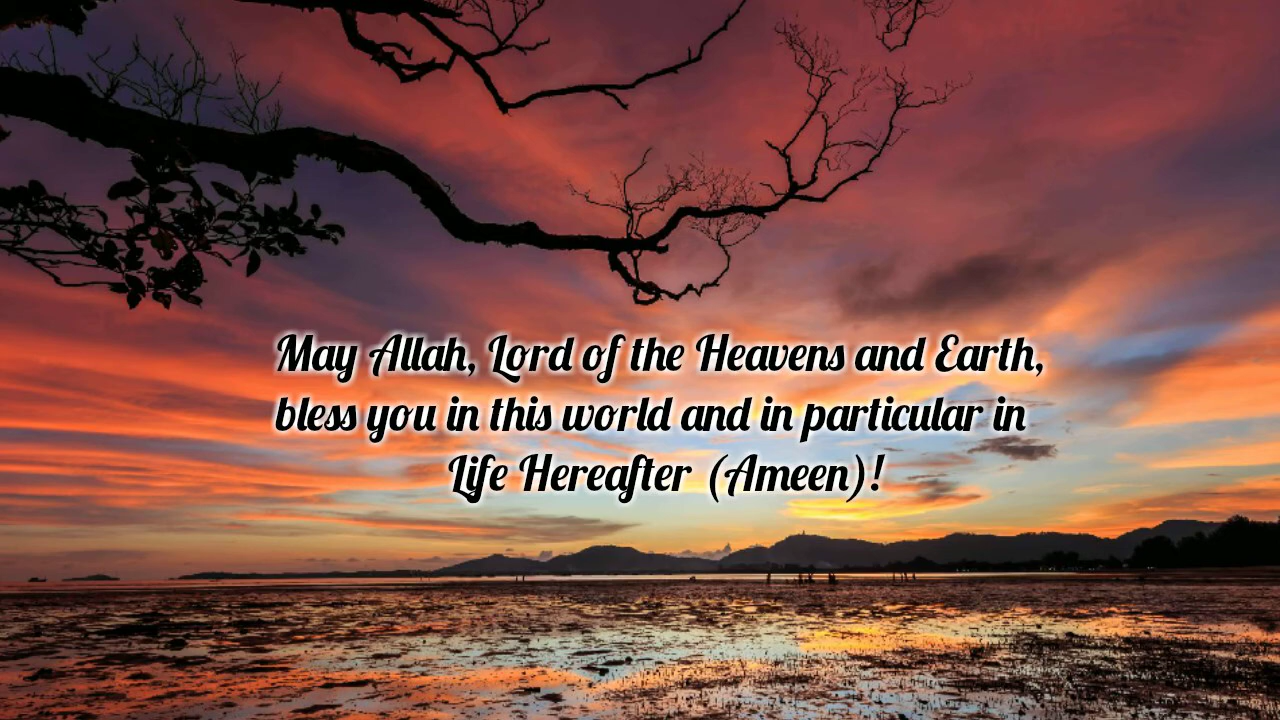 May Allah, Lord of the Heavens and Earth,
bless you in this world and in particular in
Life Hereafter (Ameen)!